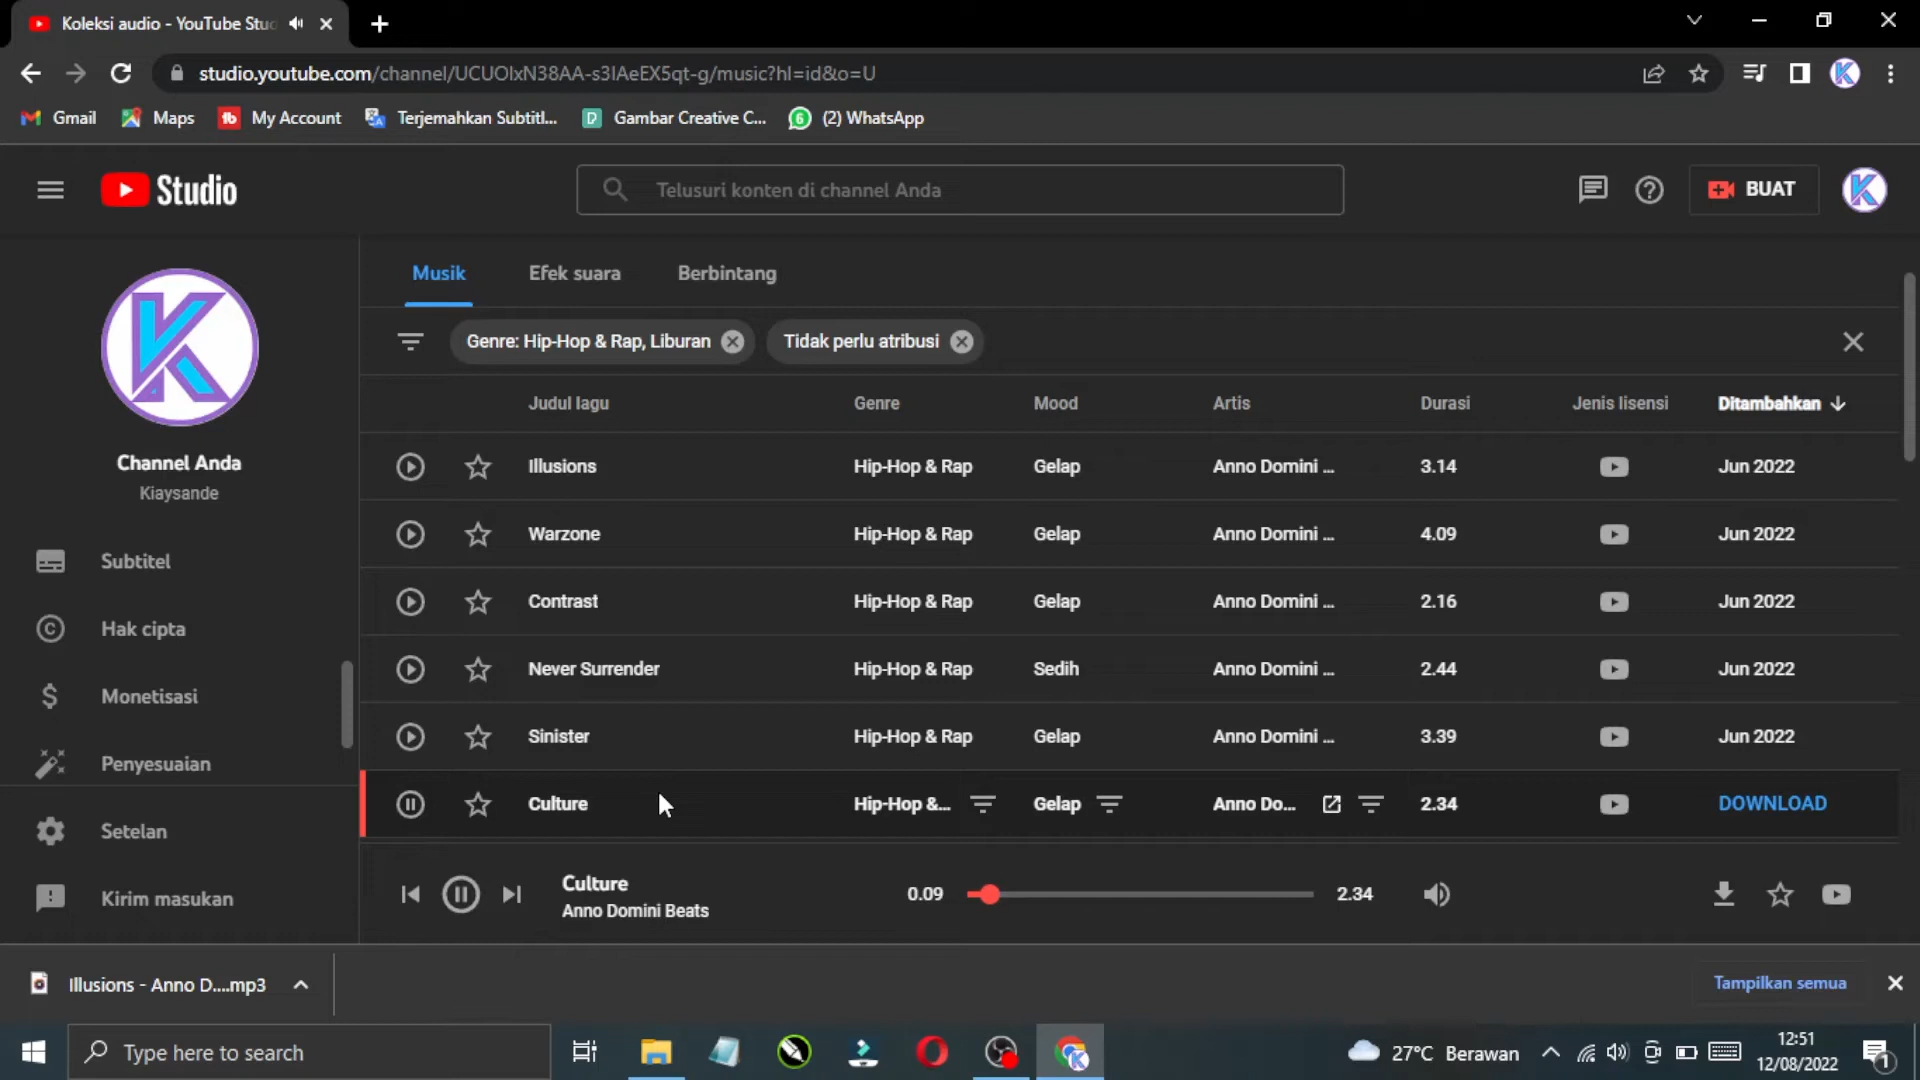 Koleksi audio - YouTube Stu
studio.youtube.com/channel/UCUOlxN38AA-s3IAeEX5qt-g/music?hl=id&o=U
Gmail
Maps
My Account
Terjemahkan Subtitl...
Gambar Creative C...
(2) WhatsApp
Studio
Telusuri konten di channel Anda
BUAT
Channel Anda
Kiaysande
Subtitel
Hak cipta
Monetisasi
Penyesuaian
Setelan
Kirim masukan
Musik Efek suara Berbintang
Genre: Hip-Hop & Rap, Liburan Tidak perlu atribusi
Judul lagu Genre Mood Artis Durasi Jenis lisensi Ditambahkan
Illusions Hip-Hop & Rap Gelap Anno Domini ... 3.14 Jun 2022
Warzone Hip-Hop & Rap Gelap Anno Domini ... 4.09 Jun 2022
Contrast Hip-Hop & Rap Gelap Anno Domini ... 2.16 Jun 2022
Never Surrender Hip-Hop & Rap Sedih Anno Domini ... 2.44 Jun 2022
Sinister Hip-Hop & Rap Gelap Anno Domini ... 3.39 Jun 2022
Culture Hip-Hop &... Gelap Anno Do... 2.34 DOWNLOAD
Culture
Anno Domini Beats
0.09 2.34
Illusions - Anno D....mp3
Tampilkan semua
Type here to search
27°C Berawan
12:51
12/08/2022
1